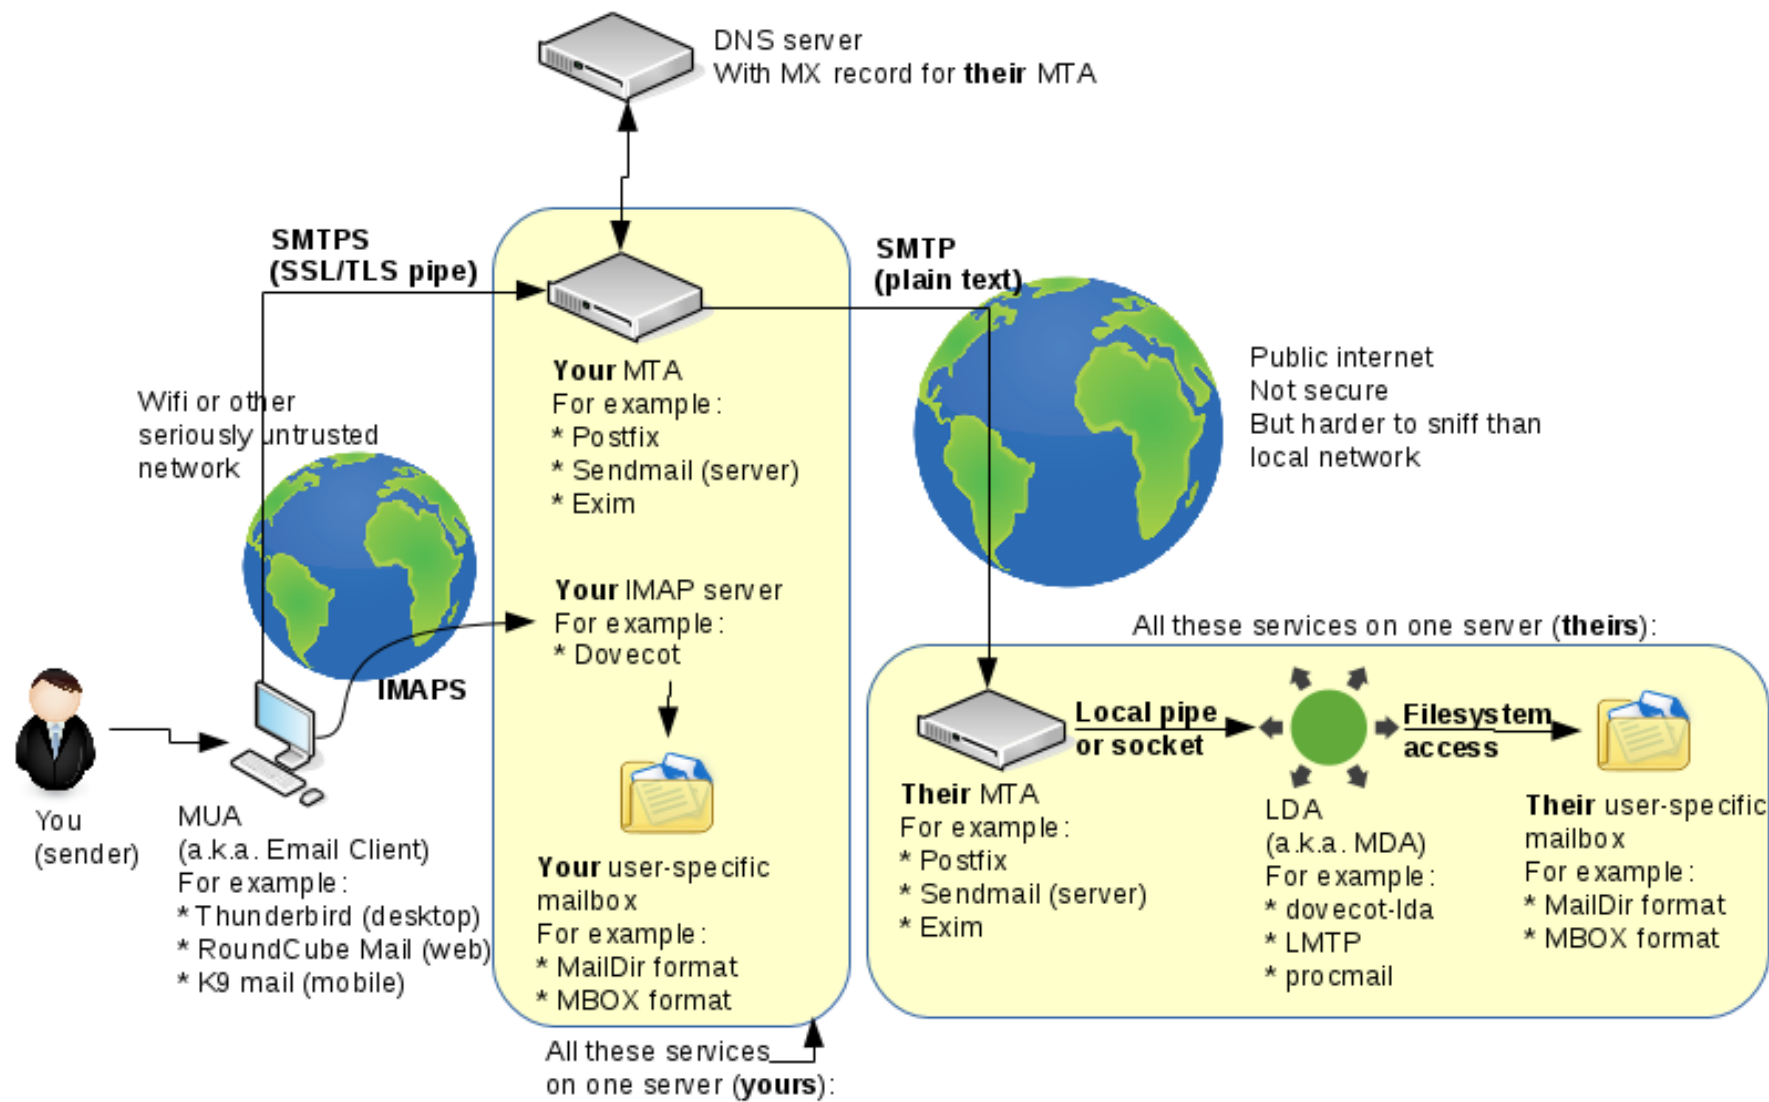 DNS server
With MX record for their MTA
SMTPS
(SSL/TLS pipe)
SMTP
(plain text)
Wifi or other
seriously untrusted
network
Your MTA
For example:
* Postfix
* Sendmail (server)
* Exim
Public internet
Not secure
But harder to sniff than
local network
Your IMAP server
For example:
* Dovecot
IMAPS
You
(sender)
MUA
(a.k.a. Email Client)
For example:
* Thunderbird (desktop)
* RoundCube Mail (web)
* K9 mail (mobile)
Your user-specific
mailbox
For example:
* MailDir format
* MBOX format
All these services
on one server (yours):
All these services on one server (theirs):
Local pipe
or socket
Filesystem
access
Their MTA
For example:
* Postfix
* Sendmail (server)
* Exim
LDA
(a.k.a. MDA)
For example:
* dovecot-lda
* LMTP
* procmail
Their user-specific
mailbox
For example:
* MailDir format
* MBOX format